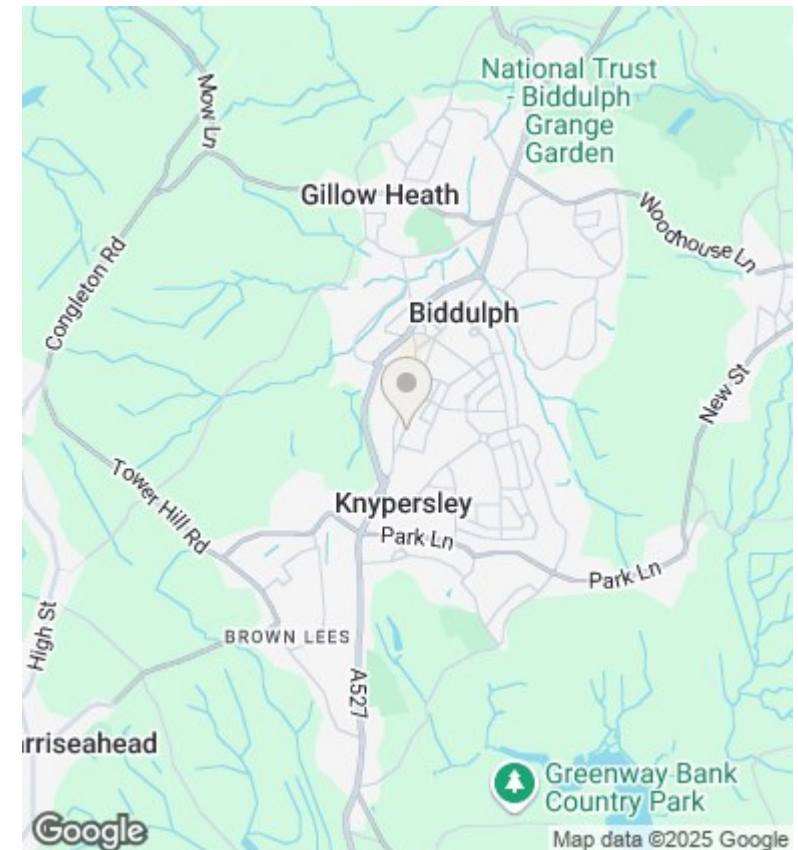 National Trust
- Biddulph
Grange
Garden
Mow Ln
Gillow Heath
Woodhouse Ln
Congleton Rd
Biddulph
New St
Knypersley
Tower Hill Rd
Park Ln
Park Ln
High St
BROWN LEES
A527
arriseahead
Greenway Bank
Country Park
Google
Map data ©2025 Google